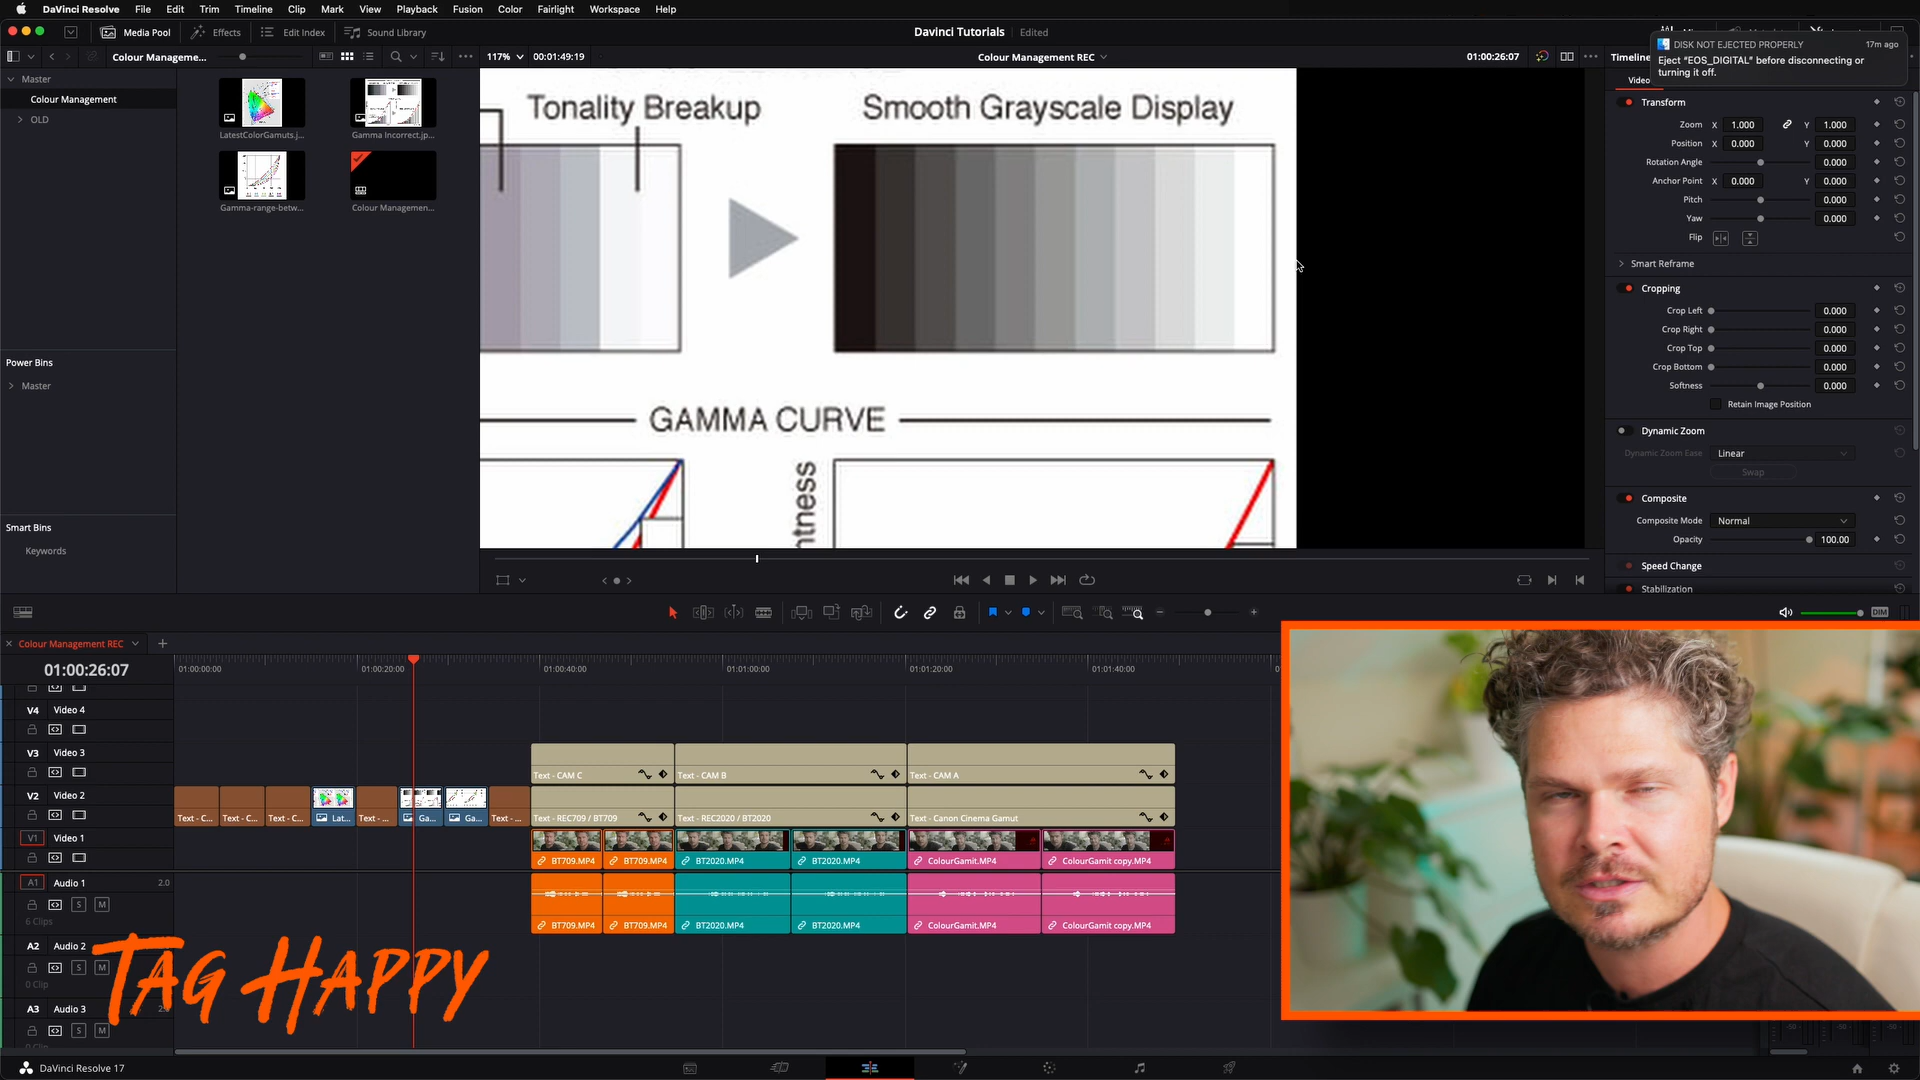 DaVinci Resolve File Edit Trim Timeline Clip Mark View Playback Fusion Color Fairlight Workspace Help
Media Pool Effects Edit Index Sound Library
Davinci Tutorials Edited
DISK NOT EJECTED PROPERLY 17m ago
Eject “EOS_DIGITAL” before disconnecting or
turning it off.
Colour Manageme...
117% 00:01:49:19
Colour Management REC
01:00:26:07
Timeline
Video
Master
Colour Management
OLD
LatestColorGamuts.j...
Gamma Incorrect.jp...
Gamma-range-betw...
Colour Managemen...
Power Bins
Master
Smart Bins
Keywords
Tonality Breakup
Smooth Grayscale Display
GAMMA CURVE
Transform
Zoom X 1.000 Y 1.000
Position X 0.000 Y 0.000
Rotation Angle 0.000
Anchor Point X 0.000 Y 0.000
Pitch 0.000
Yaw 0.000
Flip
Smart Reframe
Cropping
Crop Left 0.000
Crop Right 0.000
Crop Top 0.000
Crop Bottom 0.000
Softness 0.000
Retain Image Position
Dynamic Zoom
Dynamic Zoom Ease Linear
Swap
Composite
Composite Mode Normal
Opacity 100.00
Speed Change
Stabilization
DIM
Colour Management REC
01:00:26:07
01:00:00:00 01:00:20:00 01:00:40:00 01:01:00:00 01:01:20:00 01:01:40:00
V4 Video 4
V3 Video 3
Text - CAM C Text - CAM B Text - CAM A
V2 Video 2
Text - C... Text - C... Text - C... Lat... Text - ... Ga... Ga... Text - ... Text - REC709 / BT709 Text - REC2020 / BT2020 Text - Canon Cinema Gamut
V1 Video 1
BT709.MP4 BT709.MP4 BT2020.MP4 BT2020.MP4 ColourGamit.MP4 ColourGamit copy.MP4
A1 Audio 1 2.0
S M
6 Clips
BT709.MP4 BT709.MP4 BT2020.MP4 BT2020.MP4 ColourGamit.MP4 ColourGamit copy.MP4
A2 Audio 2
S M
0 Clip
A3 Audio 3
S M
0 Clip
TAG HAPPY
DaVinci Resolve 17